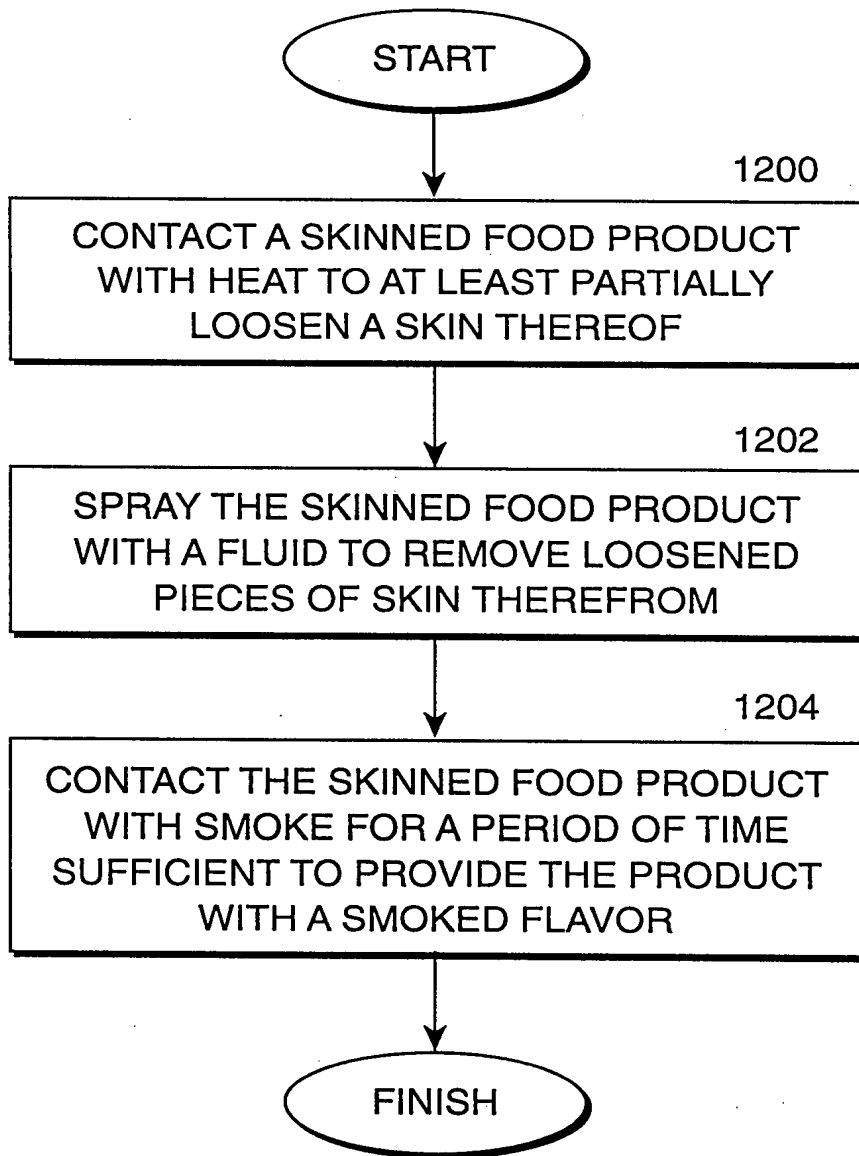 START
1200
CONTACT A SKINNED FOOD PRODUCT
WITH HEAT TO AT LEAST PARTIALLY
LOOSEN A SKIN THEREOF
1202
SPRAY THE SKINNED FOOD PRODUCT
WITH A FLUID TO REMOVE LOOSENED
PIECES OF SKIN THEREFROM
1204
CONTACT THE SKINNED FOOD PRODUCT
WITH SMOKE FOR A PERIOD OF TIME
SUFFICIENT TO PROVIDE THE PRODUCT
WITH A SMOKED FLAVOR
FINISH